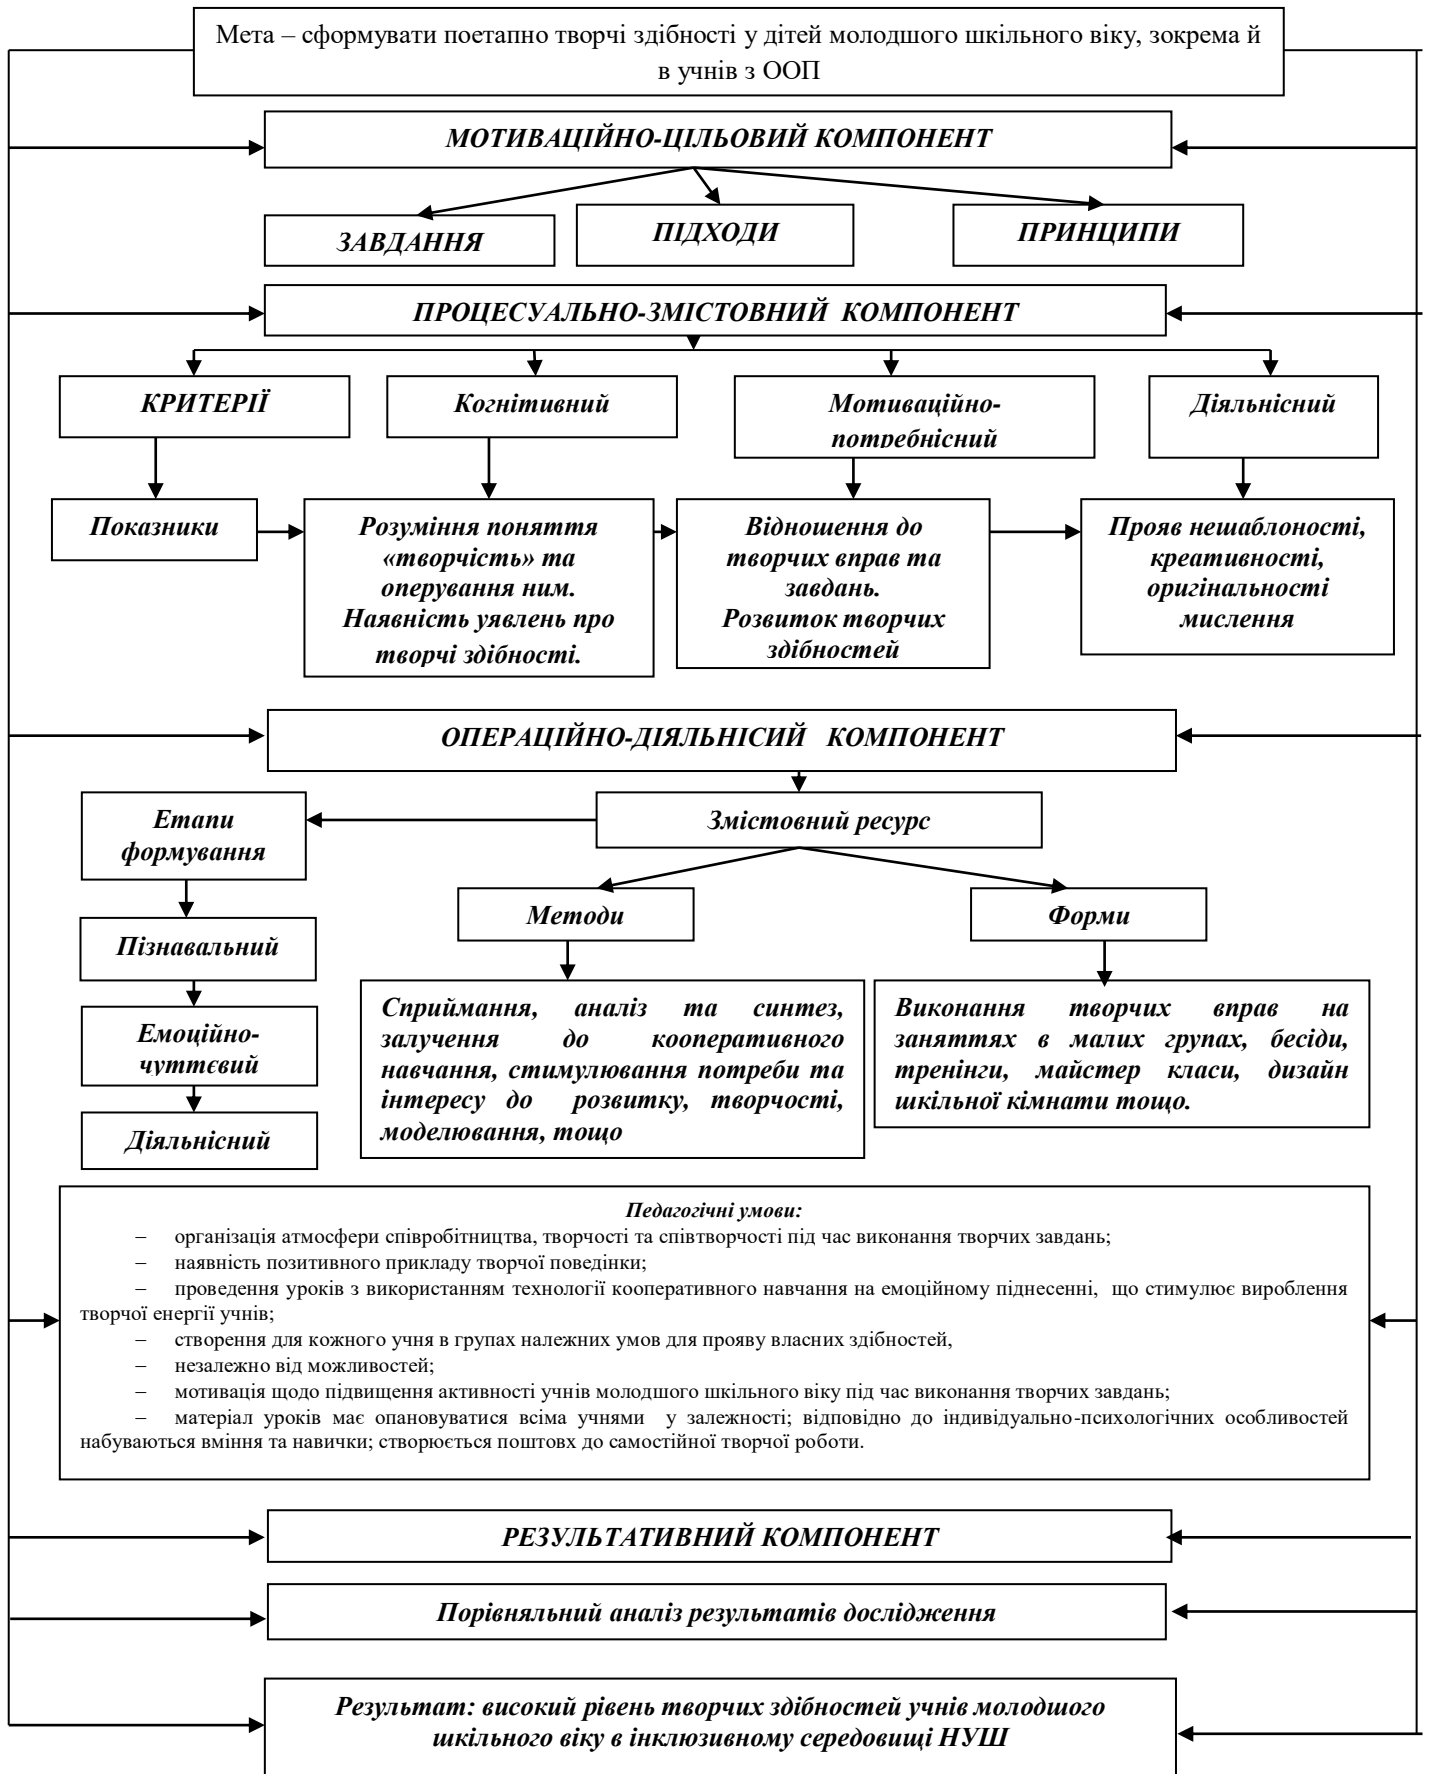 Мета – сформувати поетапно творчі здібності у дітей молодшого шкільного віку, зокрема й
в учнів з ООП
МОТИВАЦІЙНО-ЦІЛЬОВИЙ КОМПОНЕНТ
ЗАВДАННЯ
ПІДХОДИ
ПРИНЦИПИ
ПРОЦЕСУАЛЬНО-ЗМІСТОВНИЙ КОМПОНЕНТ
КРИТЕРІЇ
Когнітивний
Мотиваційно-
потребнісний
Діяльнісний
Показники
Розуміння поняття
«творчість» та
оперування ним.
Наявність уявлень про
творчі здібності.
Відношення до
творчих вправ та
завдань.
Розвиток творчих
здібностей
Прояв нешаблоності,
креативності,
оригінальності
мислення
ОПЕРАЦІЙНО-ДІЯЛЬНІСИЙ КОМПОНЕНТ
Етапи
формування
Змістовний ресурс
Методи
Форми
Пізнавальний
Емоційно-
чуттєвий
Діяльнісний
Сприймання, аналіз та синтез,
залучення до кооперативного
навчання, стимулювання потреби та
інтересу до розвитку, творчості,
моделювання, тощо
Виконання творчих вправ на
заняттях в малих групах, бесіди,
тренінги, майстер класи, дизайн
шкільної кімнати тощо.
Педагогічні умови:
– організація атмосфери співробітництва, творчості та співтворчості під час виконання творчих завдань;
– наявність позитивного прикладу творчої поведінки;
– проведення уроків з використанням технології кооперативного навчання на емоційному піднесенні, що стимулює вироблення
творчої енергії учнів;
– створення для кожного учня в групах належних умов для прояву власних здібностей,
– незалежно від можливостей;
– мотивація щодо підвищення активності учнів молодшого шкільного віку під час виконання творчих завдань;
– матеріал уроків має опановуватися всіма учнями у залежності; відповідно до індивідуально-психологічних особливостей
набуваються вміння та навички; створюється поштовх до самостійної творчої роботи.
РЕЗУЛЬТАТИВНИЙ КОМПОНЕНТ
Порівняльний аналіз результатів дослідження
Результат: високий рівень творчих здібностей учнів молодшого
шкільного віку в інклюзивному середовищі НУШ